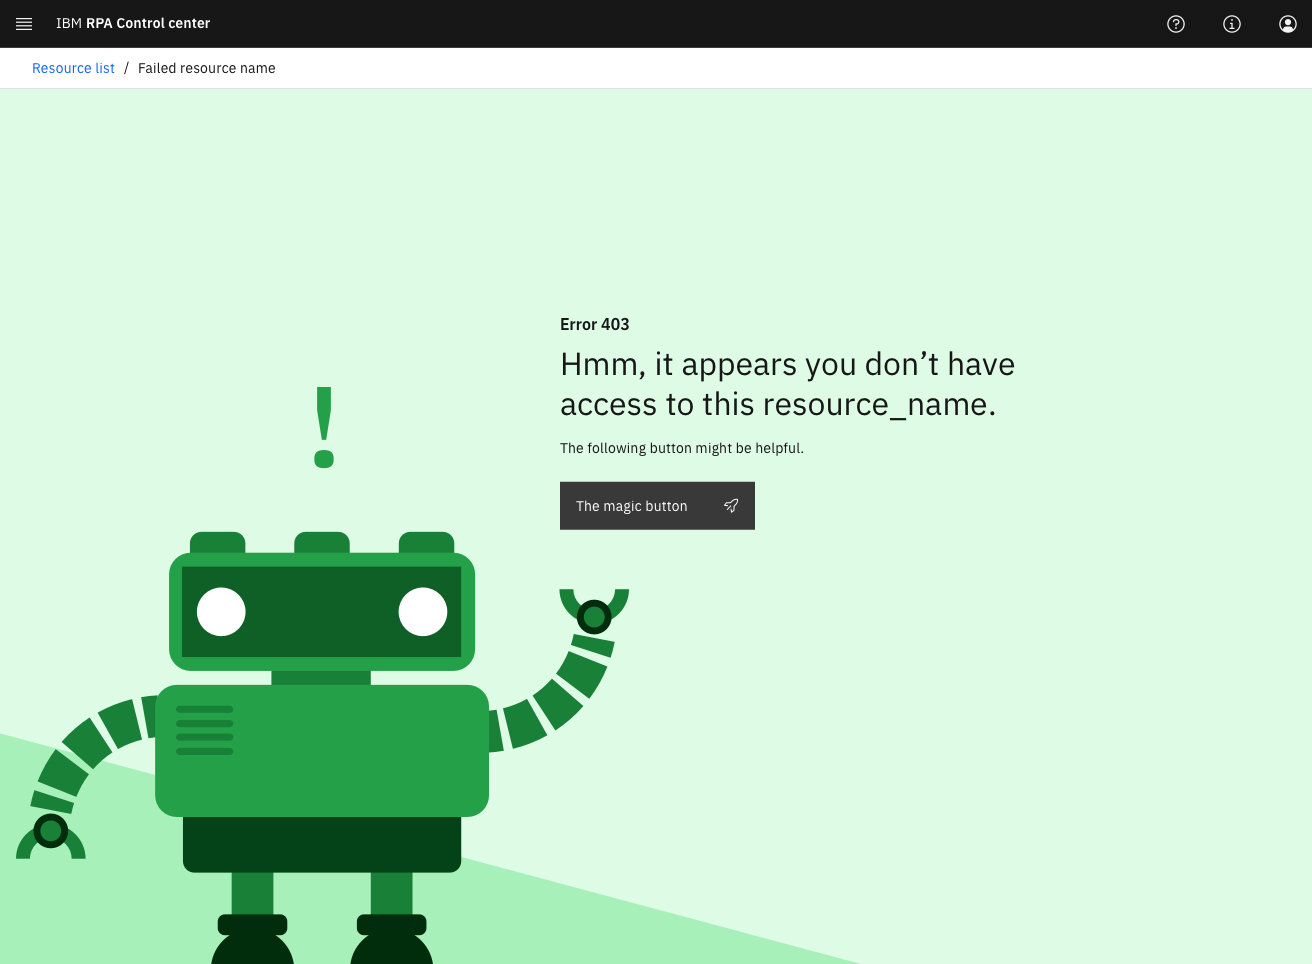 IBM RPA Control center
Resource list / Failed resource name
Error 403
Hmm, it appears you don’t have
access to this resource_name.
The following button might be helpful.
The magic button
!